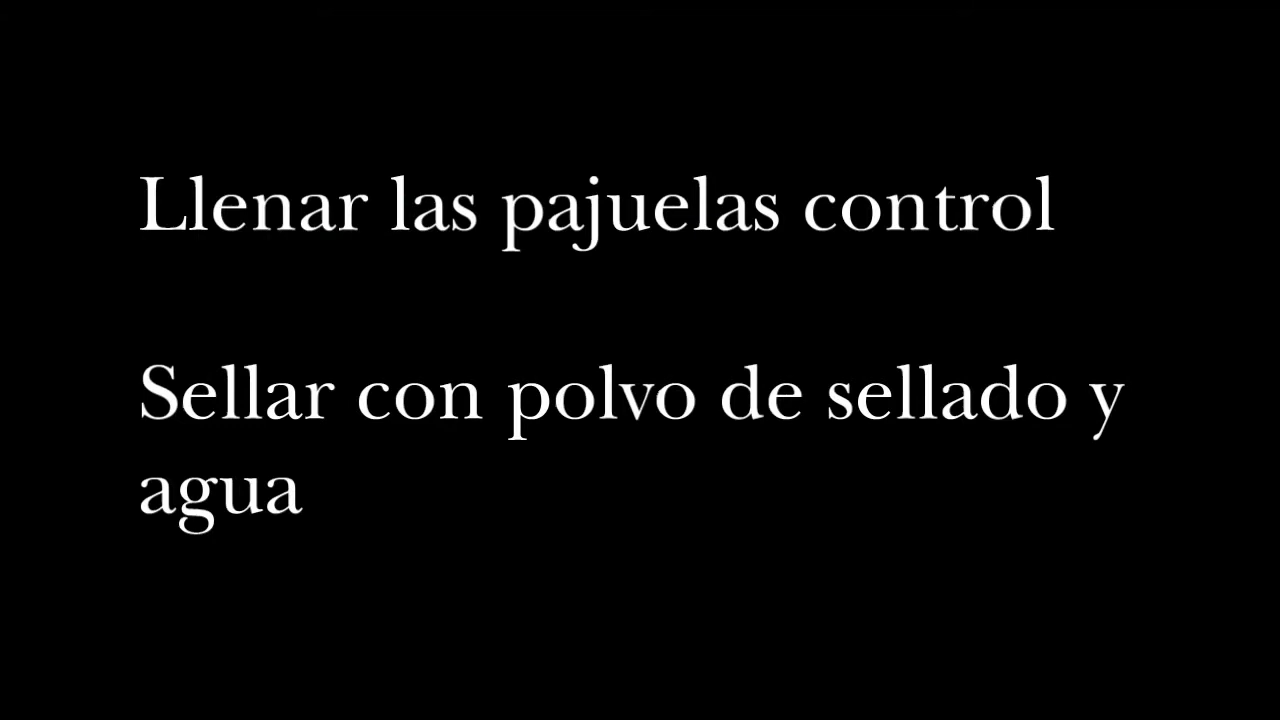 Llenar las pajuelas control
Sellar con polvo de sellado y
agua